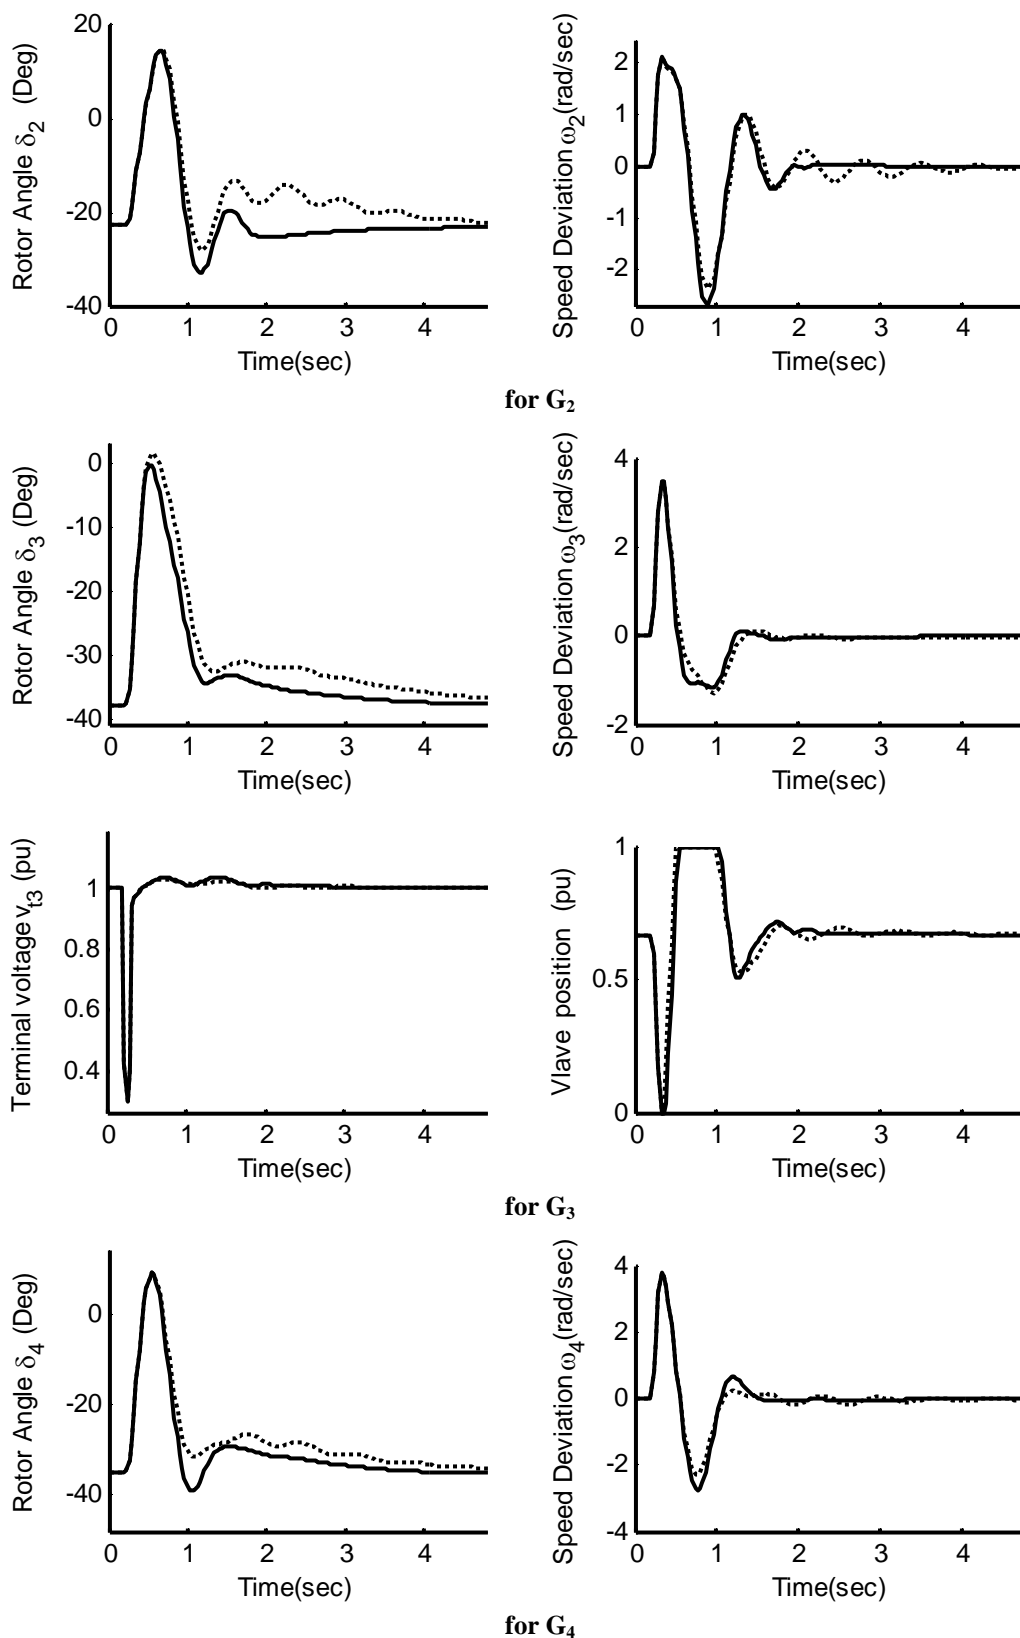 Rotor Angle δ2 (Deg)
20
0
-20
-40
0 1 2 3 4
Time(sec)
Speed Deviation ω2(rad/sec)
2
1
0
-1
-2
0 1 2 3 4
Time(sec)
for G2
Rotor Angle δ3 (Deg)
0
-10
-20
-30
-40
0 1 2 3 4
Time(sec)
Speed Deviation ω3(rad/sec)
4
2
0
-2
0 1 2 3 4
Time(sec)
Terminal voltage vt3 (pu)
1
0.8
0.6
0.4
0 1 2 3 4
Time(sec)
Vlave position (pu)
1
0.5
0
0 1 2 3 4
Time(sec)
for G3
Rotor Angle δ4 (Deg)
0
-20
-40
0 1 2 3 4
Time(sec)
Speed Deviation ω4(rad/sec)
4
2
0
-2
-4
0 1 2 3 4
Time(sec)
for G4